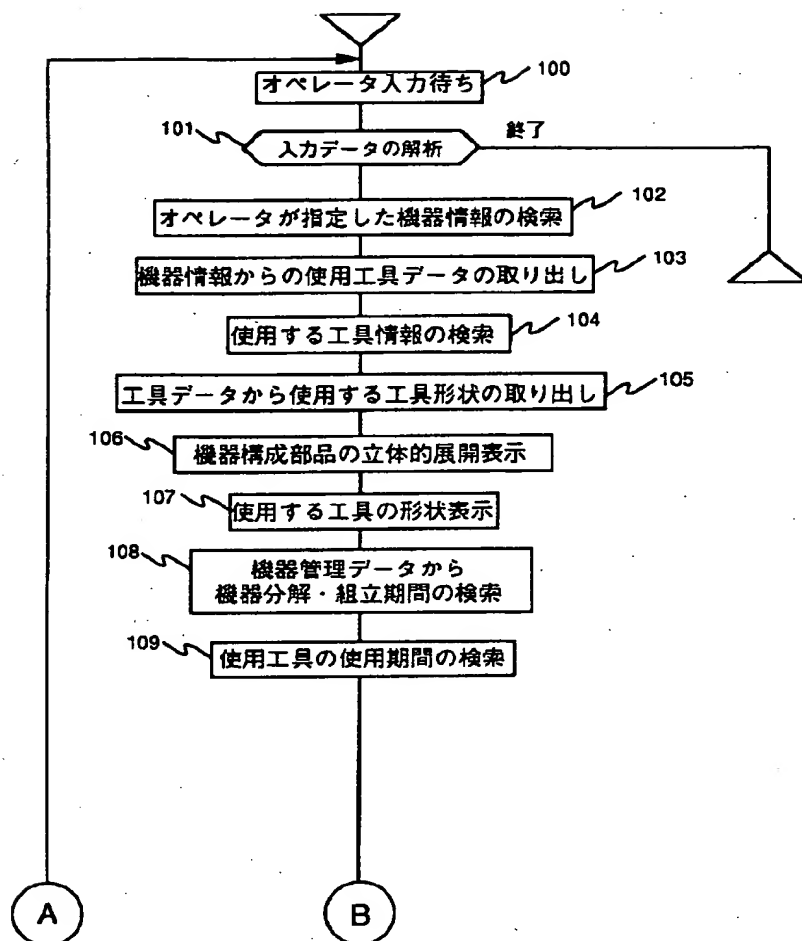 オペレータ入力待ち
100
101
入力データの解析
終了
オペレータが指定した機器情報の検索
102
機器情報からの使用工具データの取り出し
103
使用する工具情報の検索
104
工具データから使用する工具形状の取り出し
105
106
機器構成部品の立体的展開表示
107
使用する工具の形状表示
108
機器管理データから
機器分解・組立期間の検索
109
使用工具の使用期間の検索
A
B